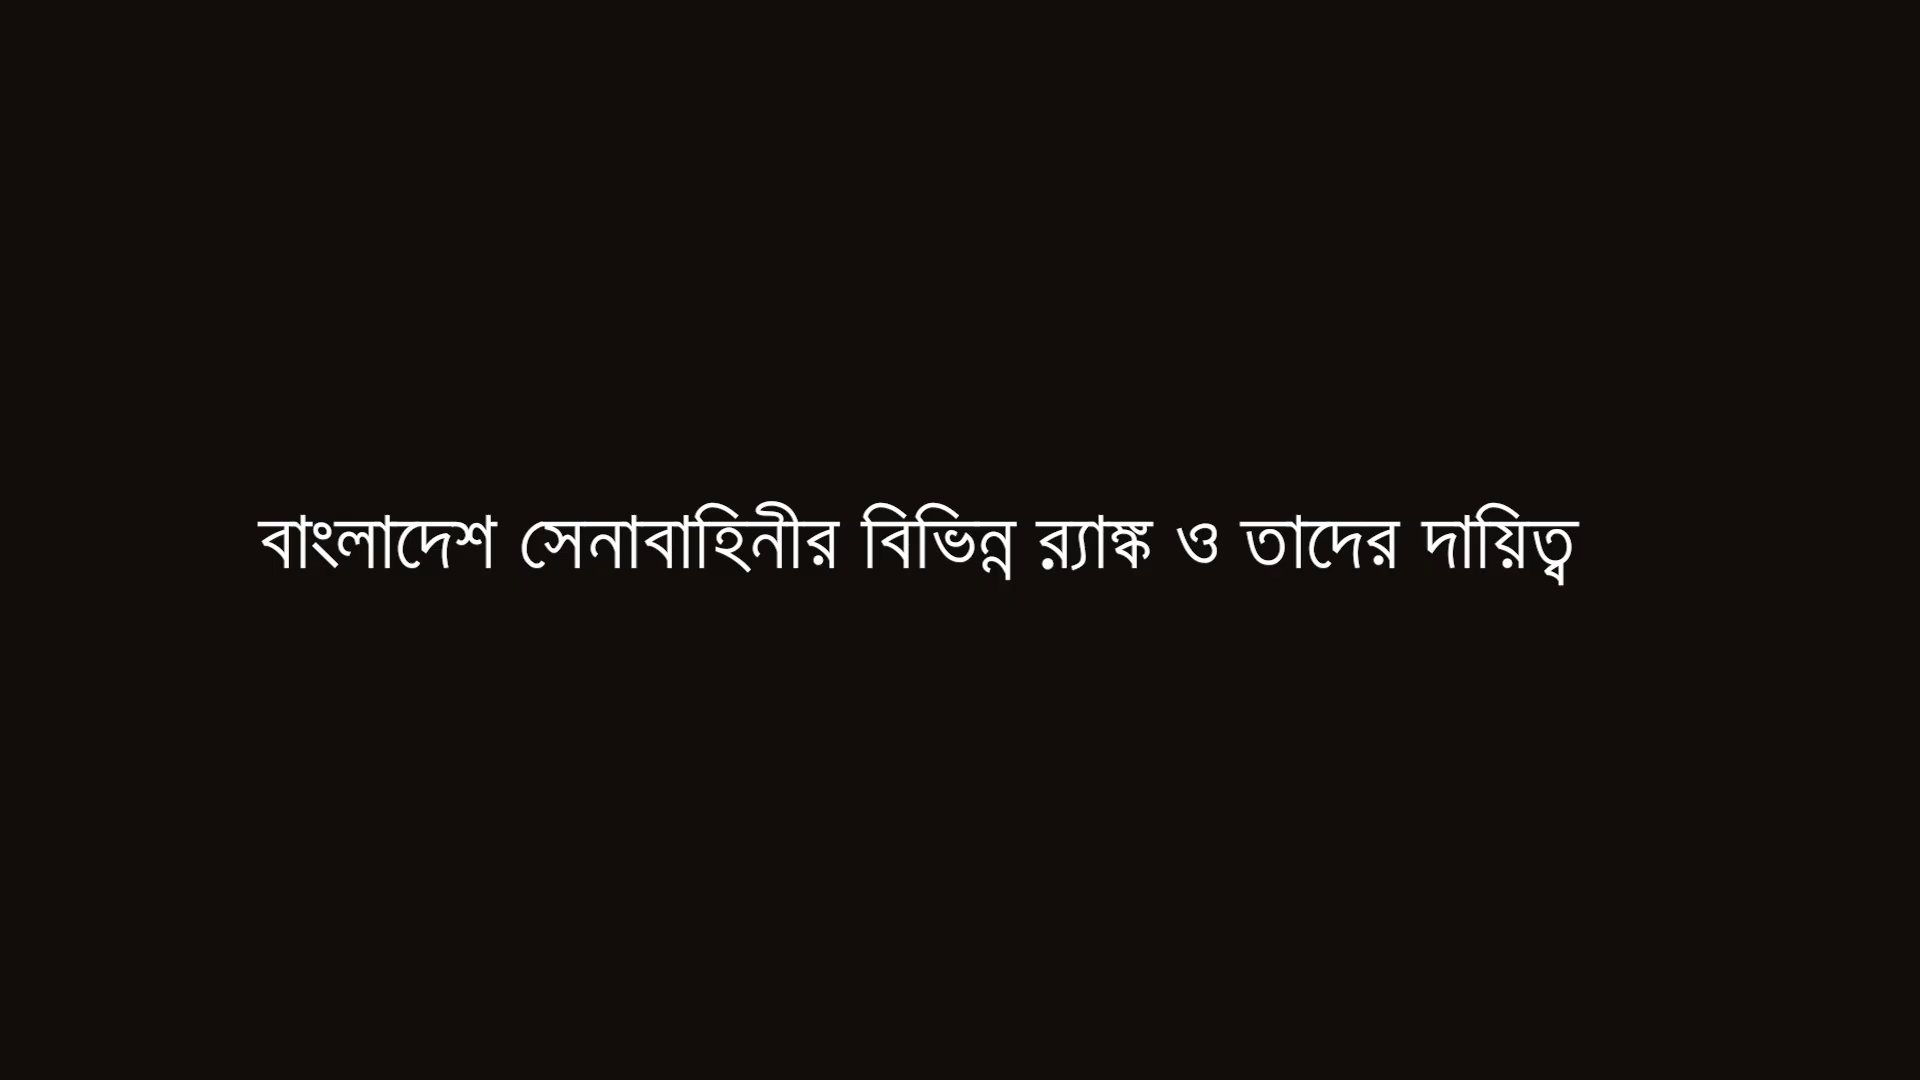 বাংলাদেশ সেনাবাহিনীর বিভিন্ন র‍্যাঙ্ক ও তাদের দায়িত্ব